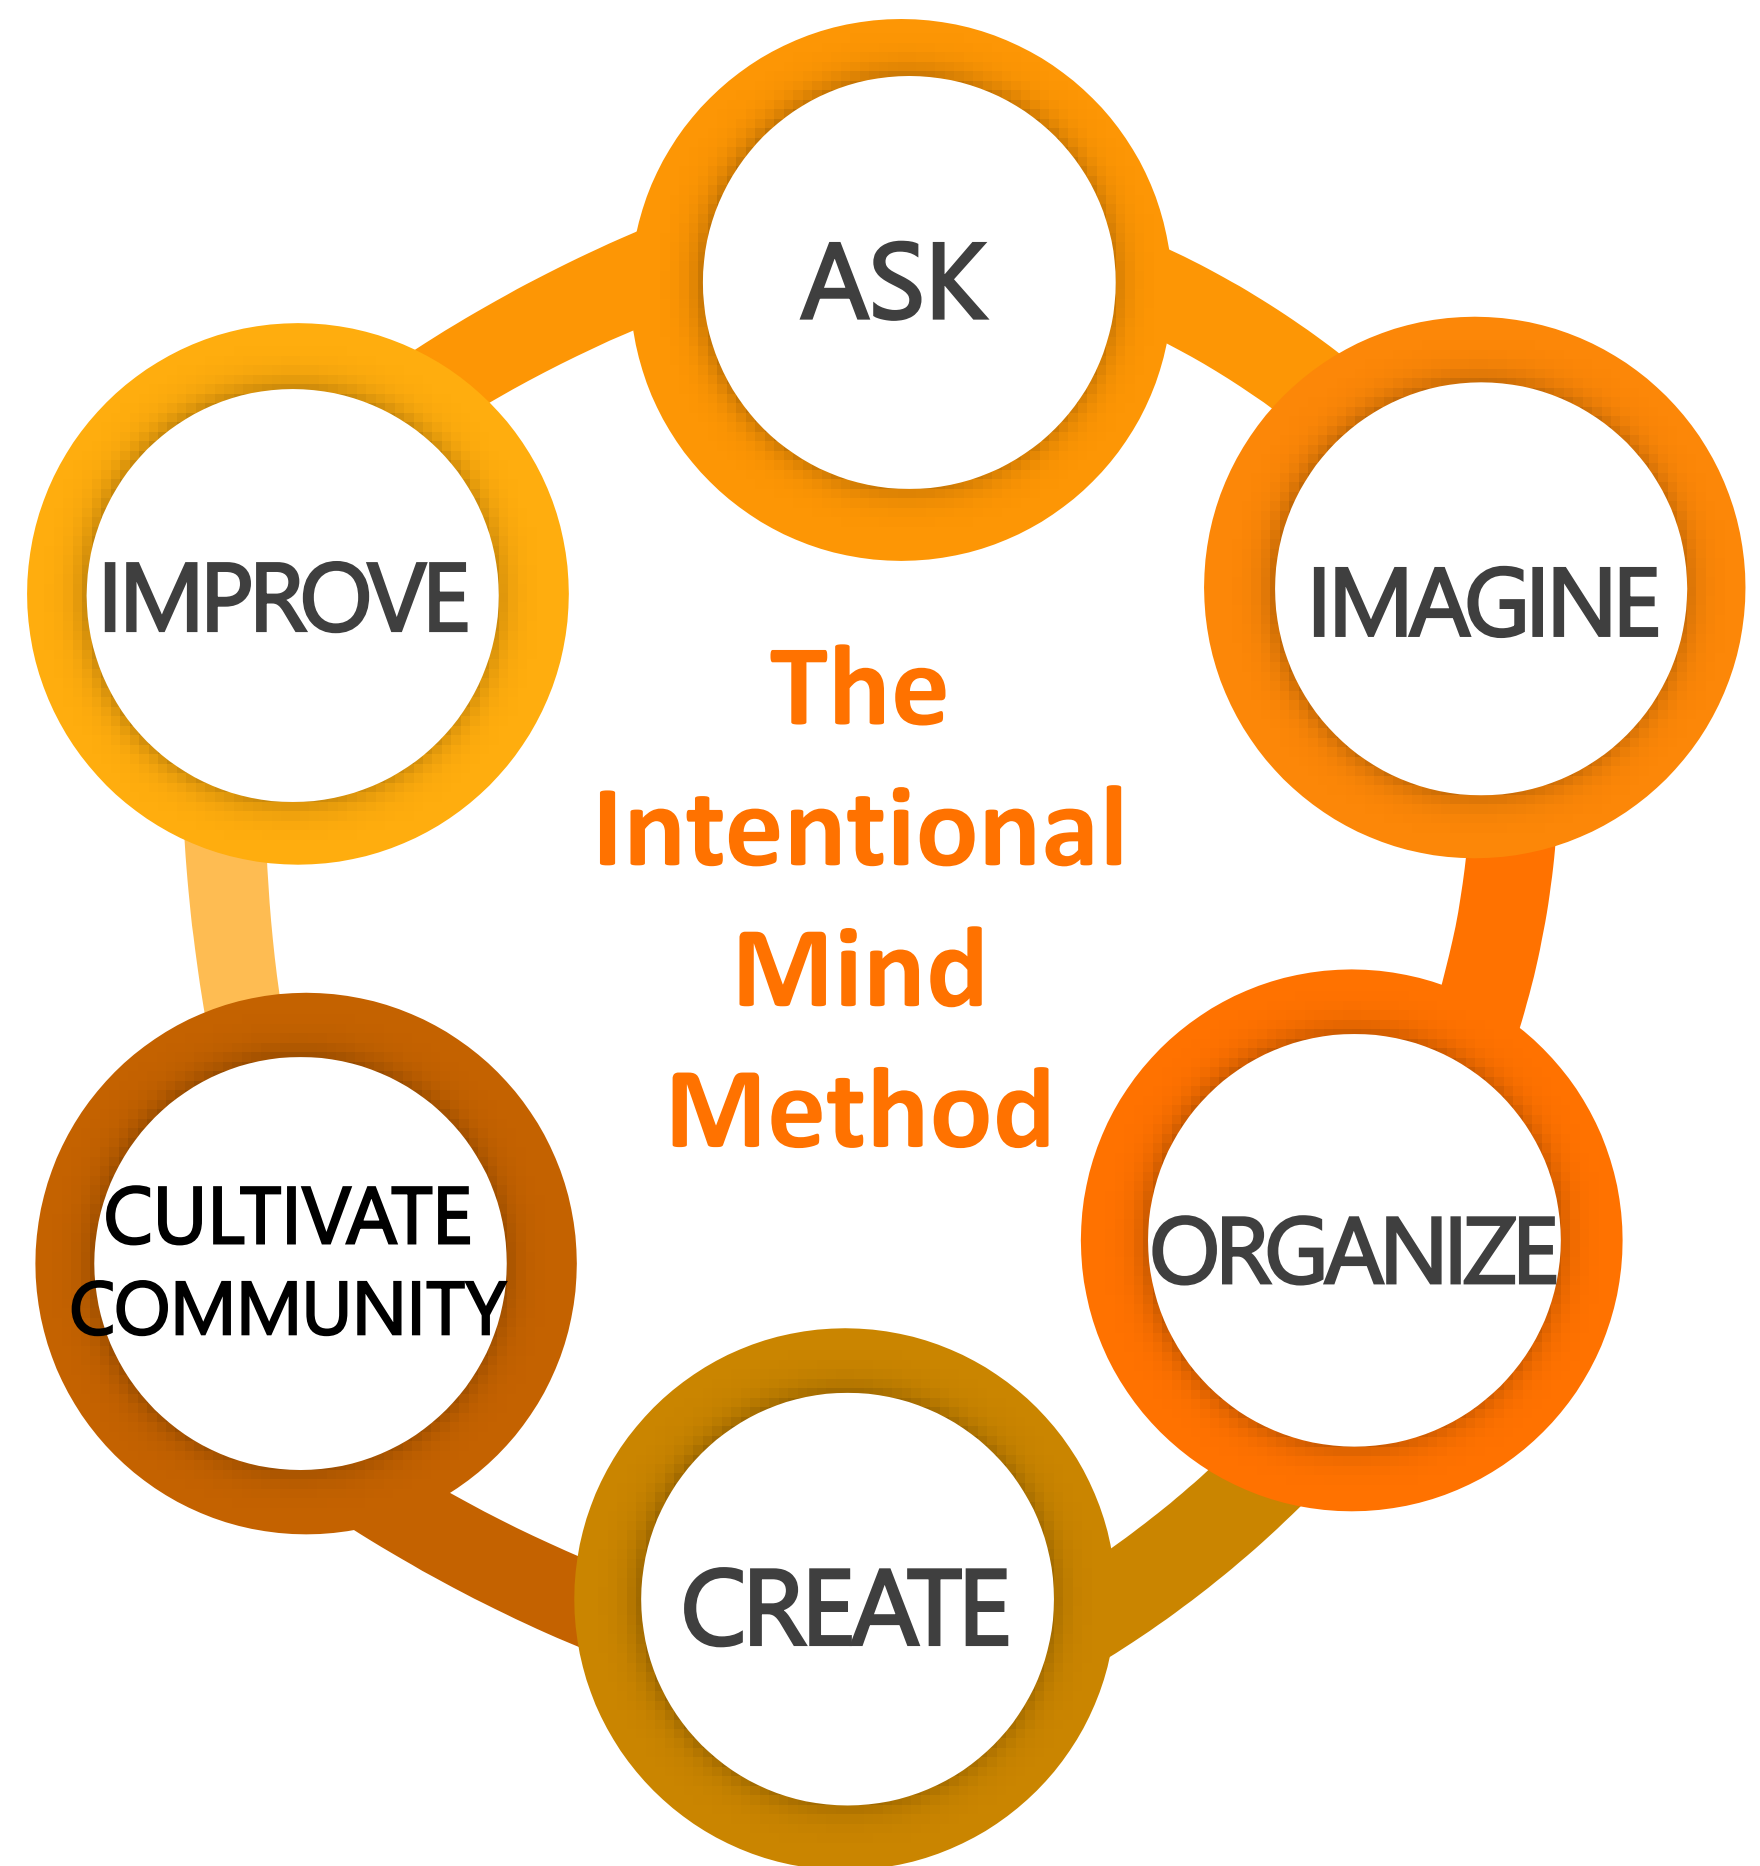 ASK
IMPROVE
IMAGINE
The
Intentional
Mind
Method
CULTIVATE
COMMUNITY
ORGANIZE
CREATE